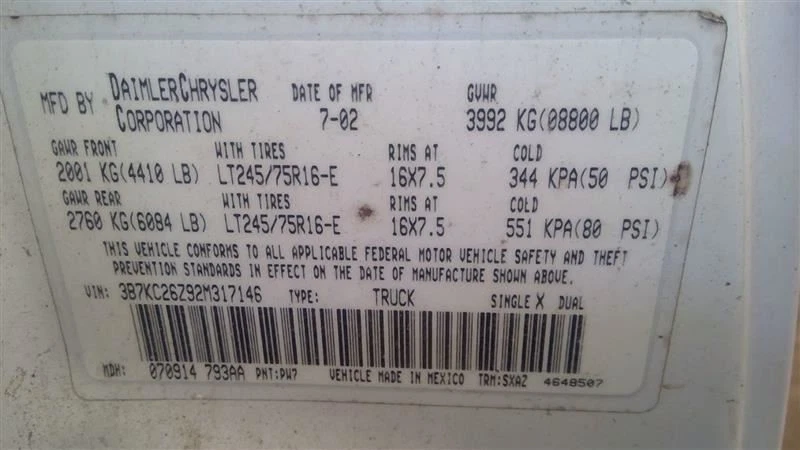 MFD BY DAIMLERCHRYSLER CORPORATION DATE OF MFR 7-02 GVWR 3992 KG(08800 LB)
GAWR FRONT WITH TIRES RIMS AT COLD
2001 KG(4410 LB) LT245/75R16-E 16X7.5 344 KPA(50 PSI)
GAWR REAR WITH TIRES RIMS AT COLD
2760 KG(6084 LB) LT245/75R16-E 16X7.5 551 KPA(80 PSI)
THIS VEHICLE CONFORMS TO ALL APPLICABLE FEDERAL MOTOR VEHICLE SAFETY AND THEFT
PREVENTION STANDARDS IN EFFECT ON THE DATE OF MANUFACTURE SHOWN ABOVE.
VIN: 3B7KC26Z92M317146 TYPE: TRUCK SINGLE X DUAL
MDH: 070914 793AA PNT:PW7 VEHICLE MADE IN MEXICO TRM:SXAZ 4648507